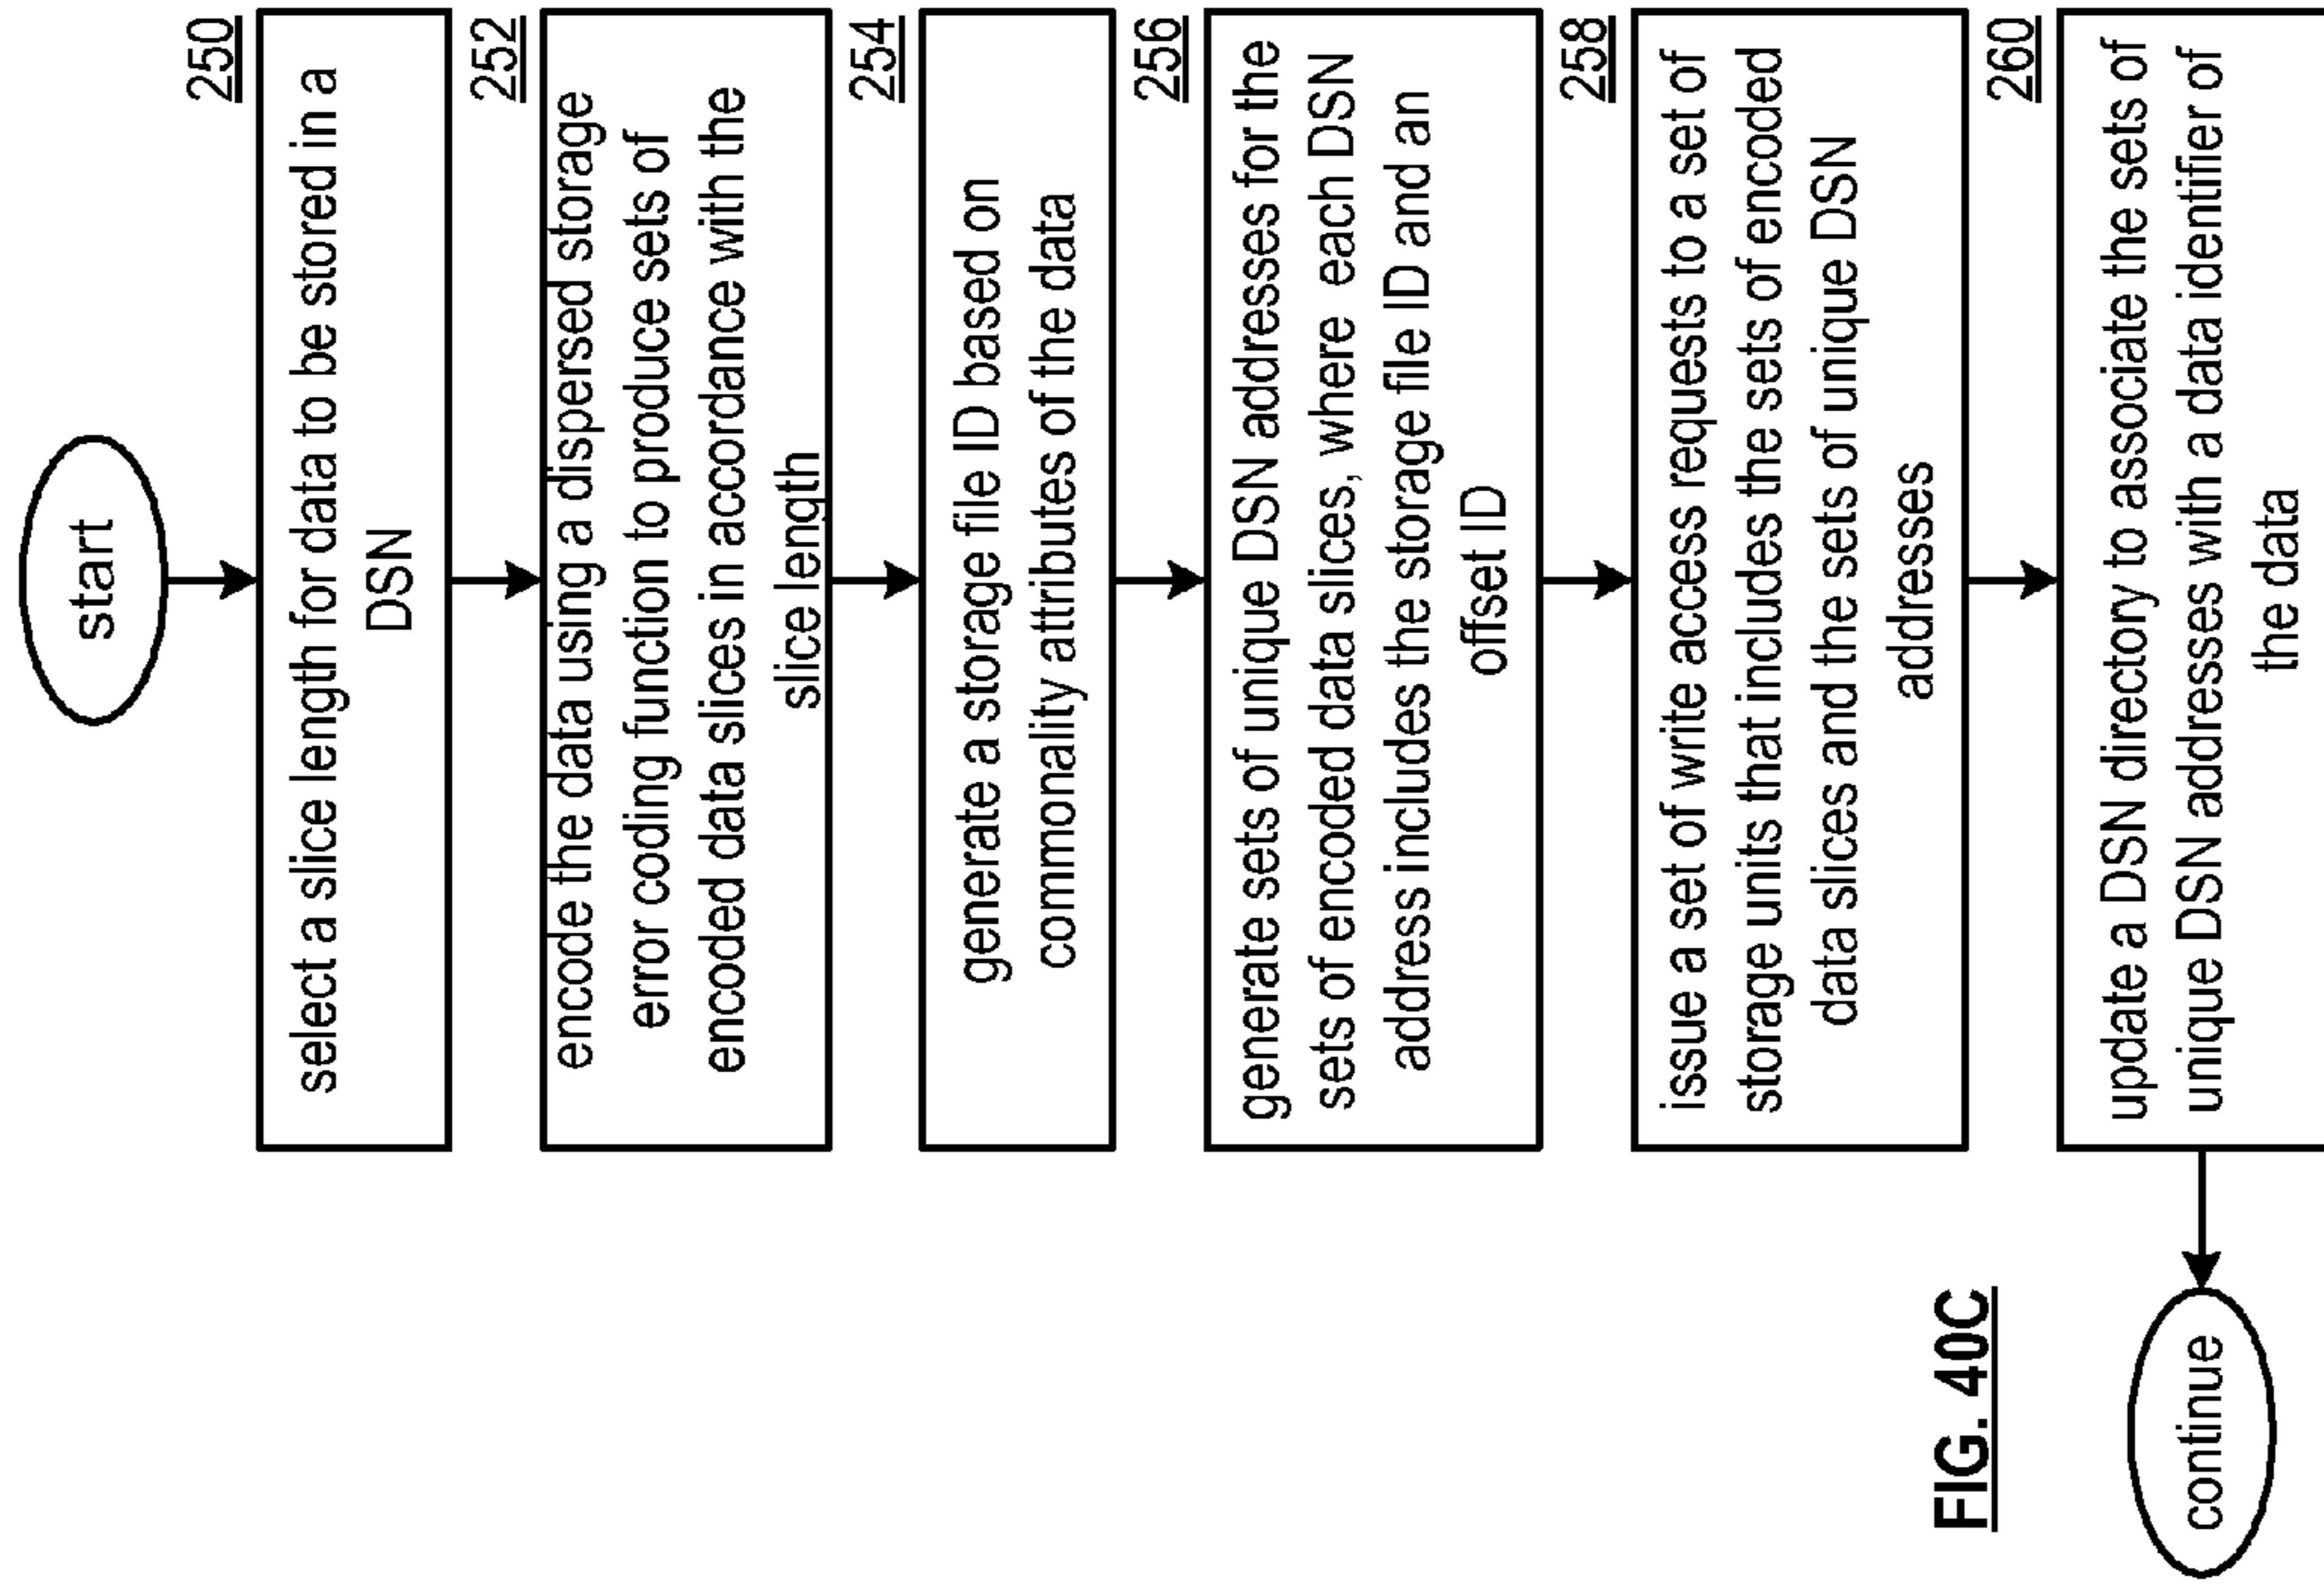 start
250
select a slice length for data to be stored in a
DSN
252
encode the data using a dispersed storage
error coding function to produce sets of
encoded data slices in accordance with the
slice length
254
generate a storage file ID based on
commonality attributes of the data
256
generate sets of unique DSN addresses for the
sets of encoded data slices, where each DSN
address includes the storage file ID and an
offset ID
258
issue a set of write access requests to a set of
storage units that includes the sets of encoded
data slices and the sets of unique DSN
addresses
260
update a DSN directory to associate the sets of
unique DSN addresses with a data identifier of
the data
continue
FIG. 40C